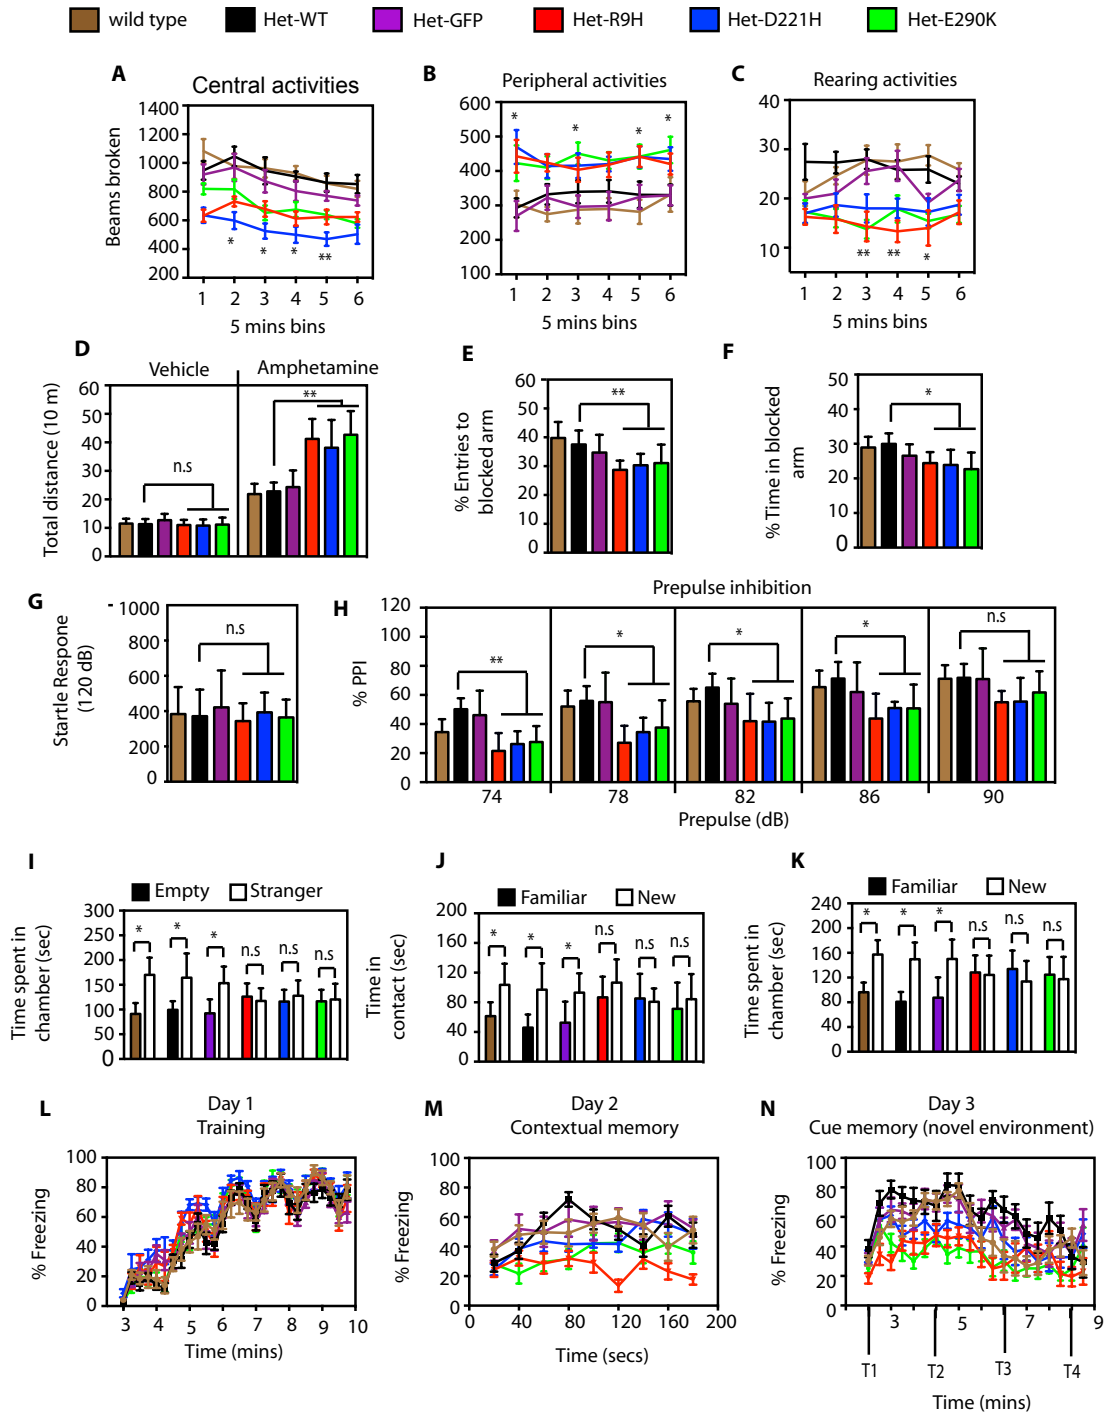 wild type Het-WT Het-GFP Het-R9H Het-D221H Het-E290K
A
Central activities
Beams broken
1400
1200
1000
800
600
400
200
* * * **
1 2 3 4 5 6
5 mins bins
B
Peripheral activities
600
500
400
300
200
100
* * * *
1 2 3 4 5 6
5 mins bins
C
Rearing activities
40
30
20
10
** ** *
1 2 3 4 5 6
5 mins bins
D
Vehicle Amphetamine
Total distance (10 m)
60
50
40
30
20
10
0
n.s **
E
% Entries to
blocked arm
60
50
40
30
20
10
0
**
F
% Time in blocked
arm
50
40
30
20
10
0
*
G
Startle Respone
(120 dB)
- 1000
800
600
400
200
0
n.s
H
Prepulse inhibition
% PPI
120
100
80
60
40
20
0
** * * * n.s
74 78 82 86 90
Prepulse (dB)
I
Empty Stranger
Time spent in
chamber (sec)
300
250
200
150
100
50
0
* * * n.s n.s n.s
J
Familiar New
Time in
contact (sec)
200
160
120
80
40
0
* * * n.s n.s n.s
K
Familiar New
Time spent in
chamber (sec)
240
200
160
120
80
40
0
* * * n.s n.s n.s
L
Day 1
Training
% Freezing
100
80
60
40
20
0
3 4 5 6 7 8 9 10
Time (mins)
M
Day 2
Contextual memory
% Freezing
100
80
60
40
20
0
0 40 80 120 160 200
Time (secs)
N
Day 3
Cue memory (novel environment)
% Freezing
100
80
60
40
20
0
3 5 7 9
T1 T2 T3 T4
Time (mins)